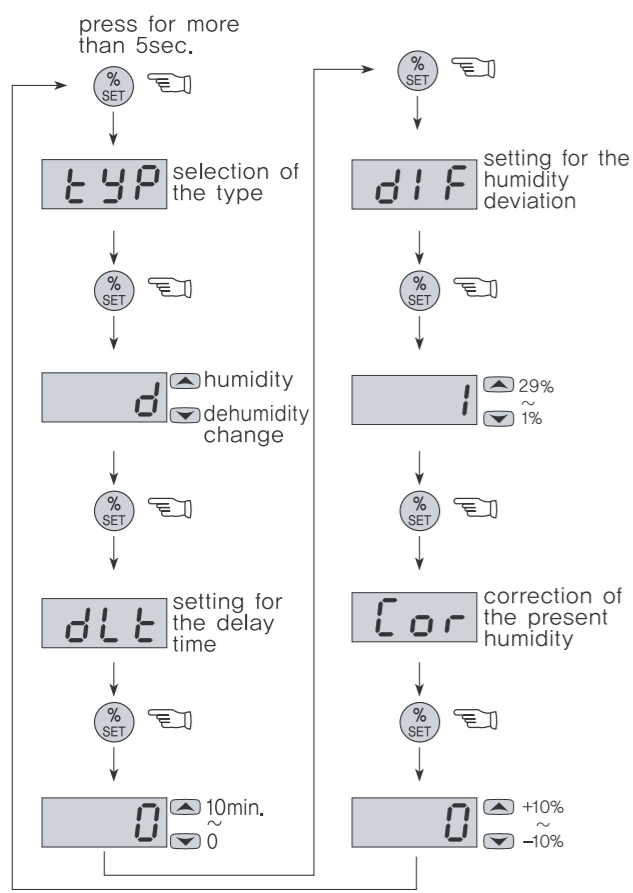 press for more
than 5sec.
%
SET
tYP
selection of
the type
%
SET
d
humidity
dehumidity
change
%
SET
dLt
setting for
the delay
time
%
SET
0
10min.
~
0
%
SET
dIF
setting for the
humidity
deviation
%
SET
1
29%
~
1%
%
SET
Cor
correction of
the present
humidity
%
SET
0
+10%
~
-10%